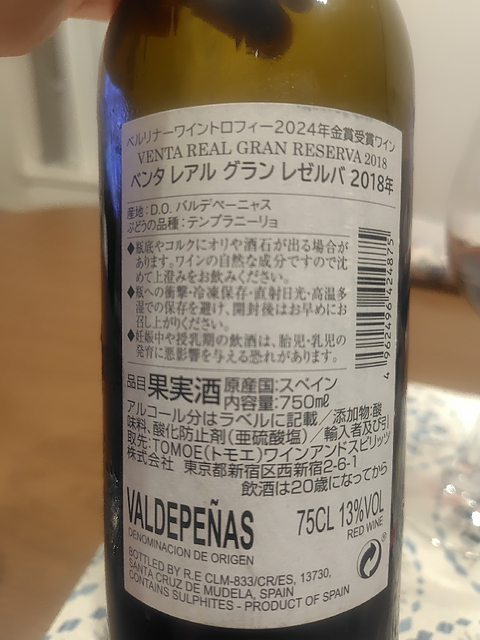 ベルリナーワイントロフィー2024年金賞受賞ワイン
VENTA REAL GRAN RESERVA 2018
ベンタ レアル グラン レゼルバ 2018年
産地：D.O. バルデペーニャス
ぶどうの品種：テンプラニーリョ
◆瓶底やコルクにオリや酒石が出る場合が
あります。ワインの自然な成分ですので沈
めて上澄みをお飲みください。
◆瓶への衝撃・冷凍保存・直射日光・高温多
湿での保存を避け、開封後はお早めにお
召し上がりください。
◆妊娠中や授乳期の飲酒は、胎児・乳児の
発育に悪影響を与える恐れがあります。
4 962496 424875
品目 果実酒 原産国：スペイン
内容量：750㎖
アルコール分はラベルに記載／添加物：酸
味料、酸化防止剤（亜硫酸塩）／輸入者及び引
取先：TOMOE（トモエ）ワインアンドスピリッツ
株式会社 東京都新宿区西新宿2-6-1
飲酒は20歳になってから
VALDEPEÑAS 75CL 13%VOL
DENOMINACION DE ORIGEN RED WINE
BOTTLED BY R.E CLM-833/CR/ES, 13730,
SANTA CRUZ DE MUDELA, SPAIN
CONTAINS SULPHITES - PRODUCT OF SPAIN